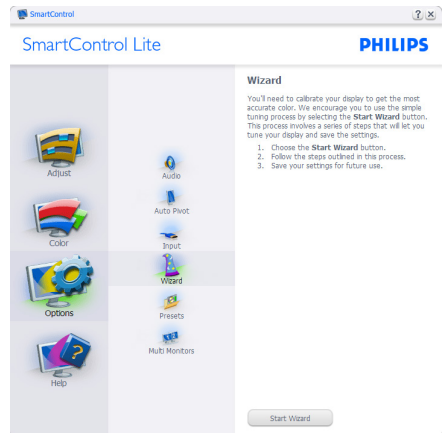 SmartControl
? ×
SmartControl Lite
PHILIPS
Adjust
Color
Options
Help
Audio
Auto Pivot
Input
Wizard
Presets
Multi Monitors
Wizard
You'll need to calibrate your display to get the most
accurate color. We encourage you to use the simple
tuning process by selecting the Start Wizard button.
This process involves a series of steps that will let you
tune your display and save the settings.
1. Choose the Start Wizard button.
2. Follow the steps outlined in this process.
3. Save your settings for future use.
Start Wizard